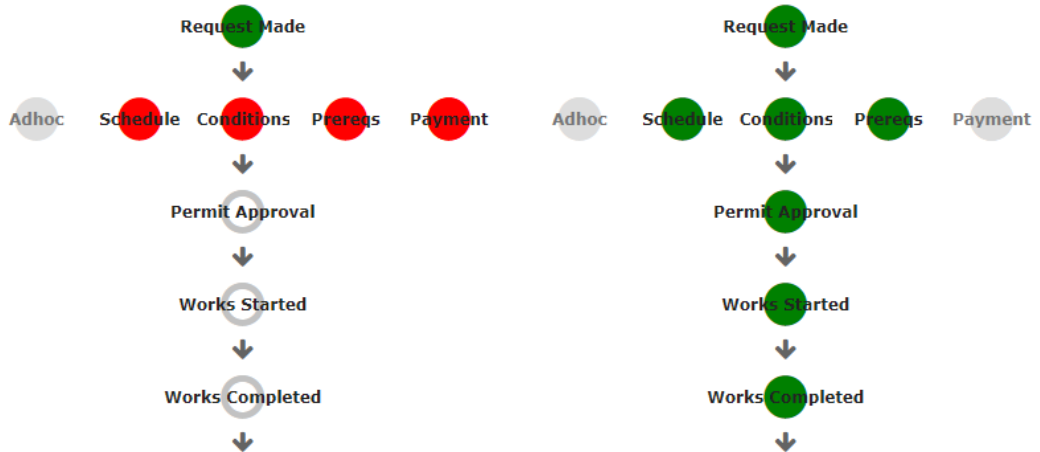 Request Made
Adhoc Schedule Conditions Prereqs Payment
Permit Approval
Works Started
Works Completed
Request Made
Adhoc Schedule Conditions Prereqs Payment
Permit Approval
Works Started
Works Completed